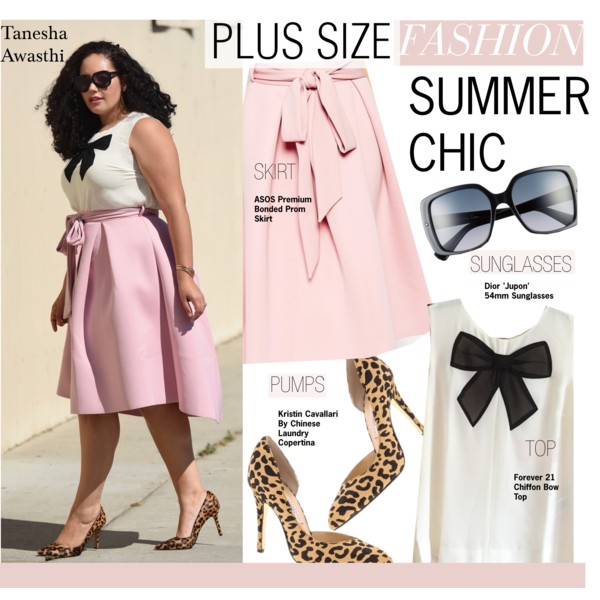 Tanesha
Awasthi
PLUS SIZE FASHION
SUMMER
CHIC
SKIRT
ASOS Premium
Bonded Prom
Skirt
SUNGLASSES
Dior 'Jupon'
54mm Sunglasses
PUMPS
Kristin Cavallari
By Chinese
Laundry
Copertina
TOP
Forever 21
Chiffon Bow
Top